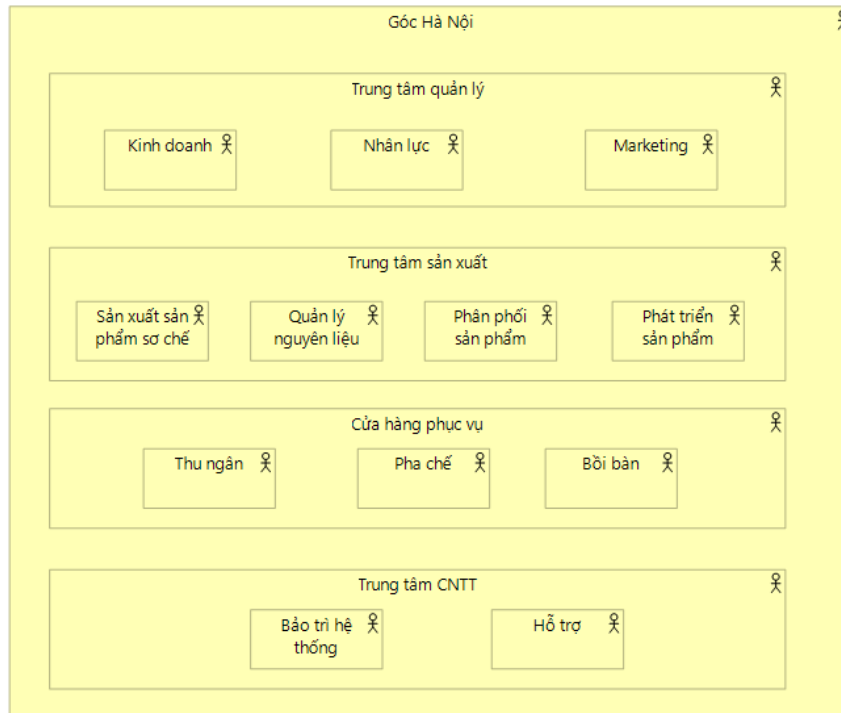 Góc Hà Nội
Trung tâm quản lý
Kinh doanh
Nhân lực
Marketing
Trung tâm sản xuất
Sản xuất sản
phẩm sơ chế
Quản lý
nguyên liệu
Phân phối
sản phẩm
Phát triển
sản phẩm
Cửa hàng phục vụ
Thu ngân
Pha chế
Bồi bàn
Trung tâm CNTT
Bảo trì hệ
thống
Hỗ trợ